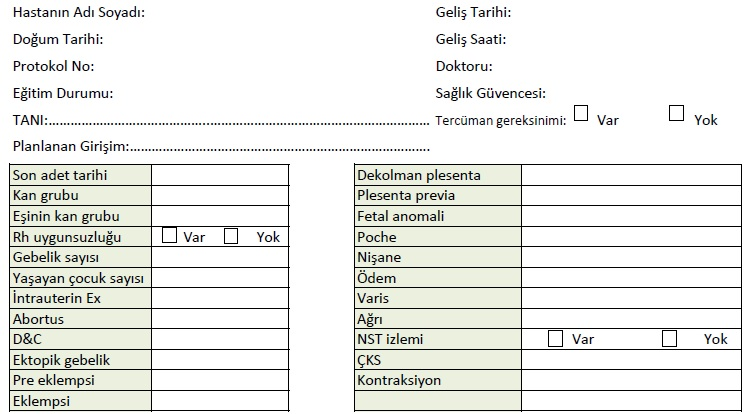 Hastanın Adı Soyadı: Geliş Tarihi:
Doğum Tarihi: Geliş Saati:
Protokol No: Doktoru:
Eğitim Durumu: Sağlık Güvencesi:
TANI:…………………………………………………………………………………………. Tercüman gereksinimi: Var Yok
Planlanan Girişim:……………………………………………………………………….
Son adet tarihi
Kan grubu
Eşinin kan grubu
Rh uygunsuzluğu Var Yok
Gebelik sayısı
Yaşayan çocuk sayısı
İntrauterin Ex
Abortus
D&C
Ektopik gebelik
Pre eklempsi
Eklempsi
Dekolman plesenta
Plesenta previa
Fetal anomali
Poche
Nişane
Ödem
Varis
Ağrı
NST izlemi Var Yok
ÇKS
Kontraksiyon